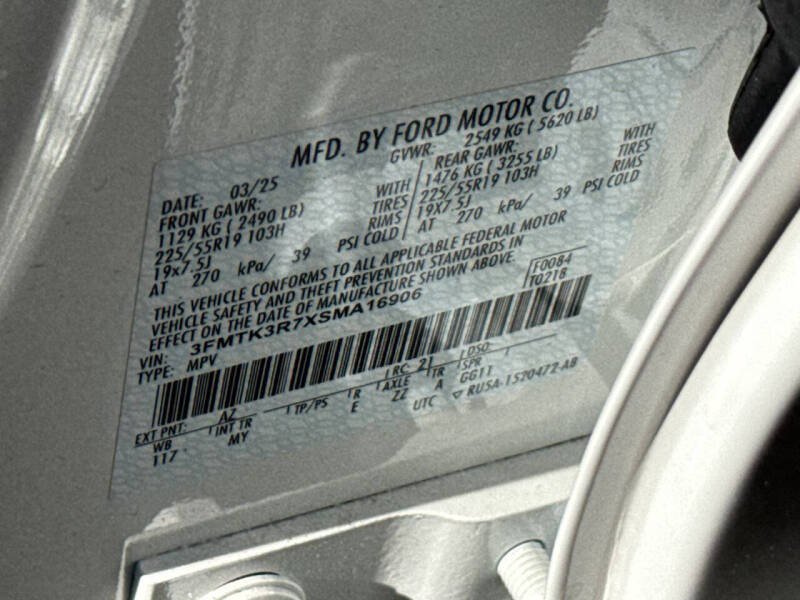 MFD. BY FORD MOTOR CO.
DATE: 03/25 GVWR: 2549 KG ( 5620 LB)
FRONT GAWR: WITH REAR GAWR: WITH
1129 KG ( 2490 LB) TIRES 1476 KG ( 3255 LB) TIRES
225/55R19 103H RIMS 225/55R19 103H RIMS
19x7.5J 19x7.5J
AT 270 kPa/ 39 PSI COLD AT 270 kPa/ 39 PSI COLD
THIS VEHICLE CONFORMS TO ALL APPLICABLE FEDERAL MOTOR
VEHICLE SAFETY AND THEFT PREVENTION STANDARDS IN
EFFECT ON THE DATE OF MANUFACTURE SHOWN ABOVE.
VIN: 3FMTK3R7XSMA16906 F0084
TYPE: MPV T0218
EXT PNT: AZ RC: 21 DSO:
WB INT TR TP/PS R AXLE TR SPR
117 MY E ZZ A GG11
UTC ▽ RUSA-1520472-AB